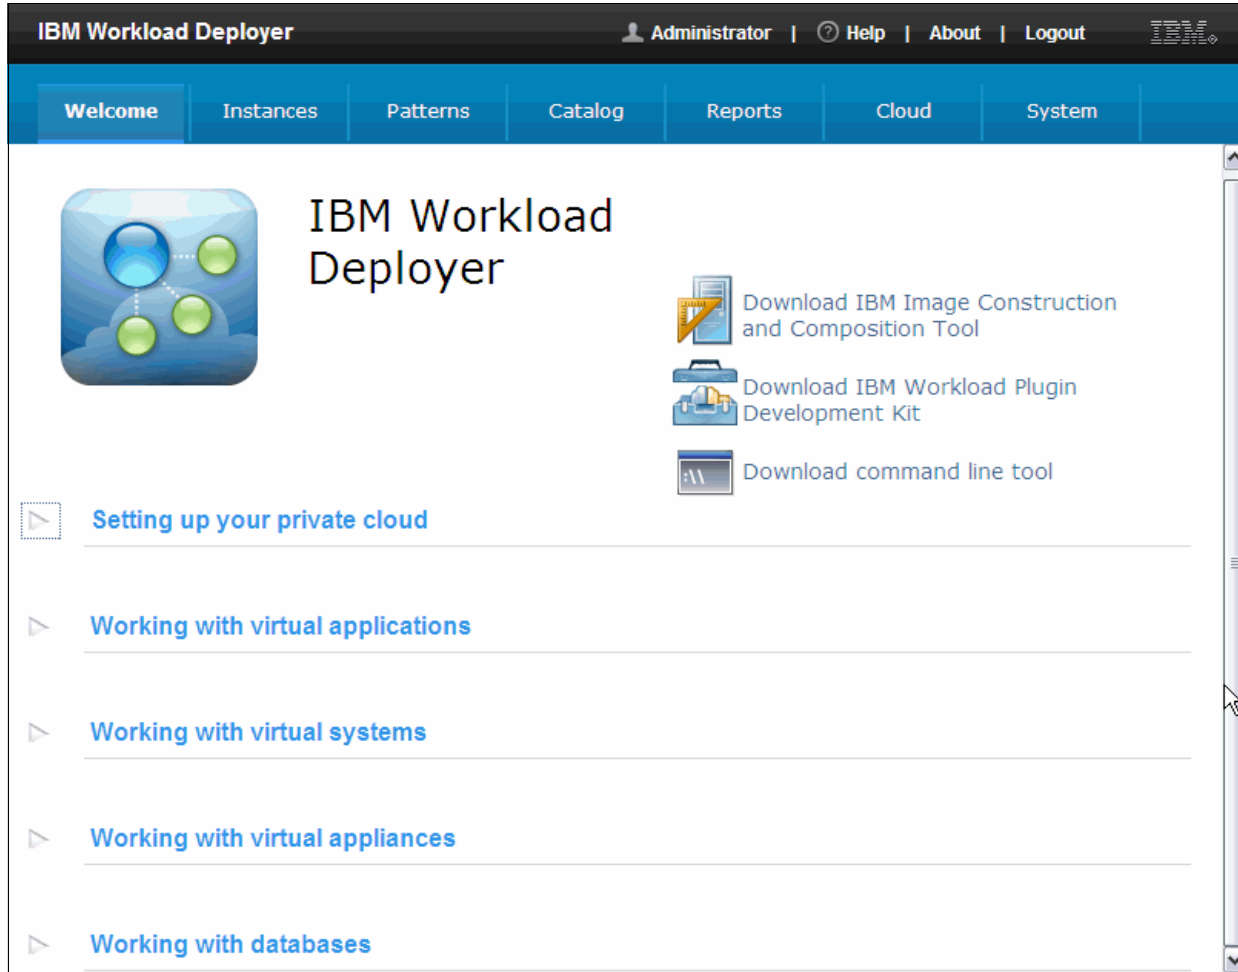 IBM Workload Deployer
Administrator | ? Help | About | Logout IBM®
Welcome Instances Patterns Catalog Reports Cloud System
IBM Workload
Deployer
Download IBM Image Construction
and Composition Tool
Download IBM Workload Plugin
Development Kit
:\\ Download command line tool
Setting up your private cloud
Working with virtual applications
Working with virtual systems
Working with virtual appliances
Working with databases